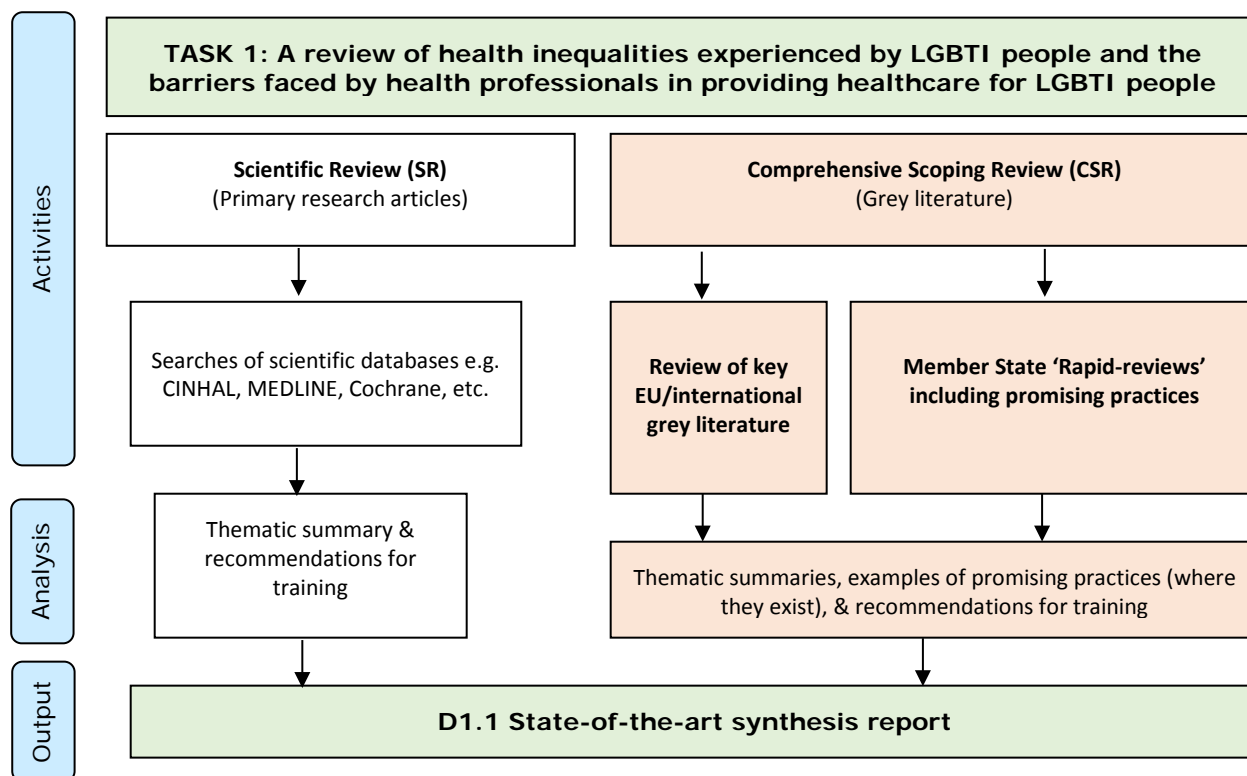 Activities
TASK 1: A review of health inequalities experienced by LGBTI people and the
barriers faced by health professionals in providing healthcare for LGBTI people
Scientific Review (SR)
(Primary research articles)
Comprehensive Scoping Review (CSR)
(Grey literature)
Searches of scientific databases e.g.
CINHAL, MEDLINE, Cochrane, etc.
Review of key
EU/international
grey literature
Member State ‘Rapid-reviews’
including promising practices
Analysis
Thematic summary &
recommendations for
training
Thematic summaries, examples of promising practices (where
they exist), & recommendations for training
Output
D1.1 State-of-the-art synthesis report